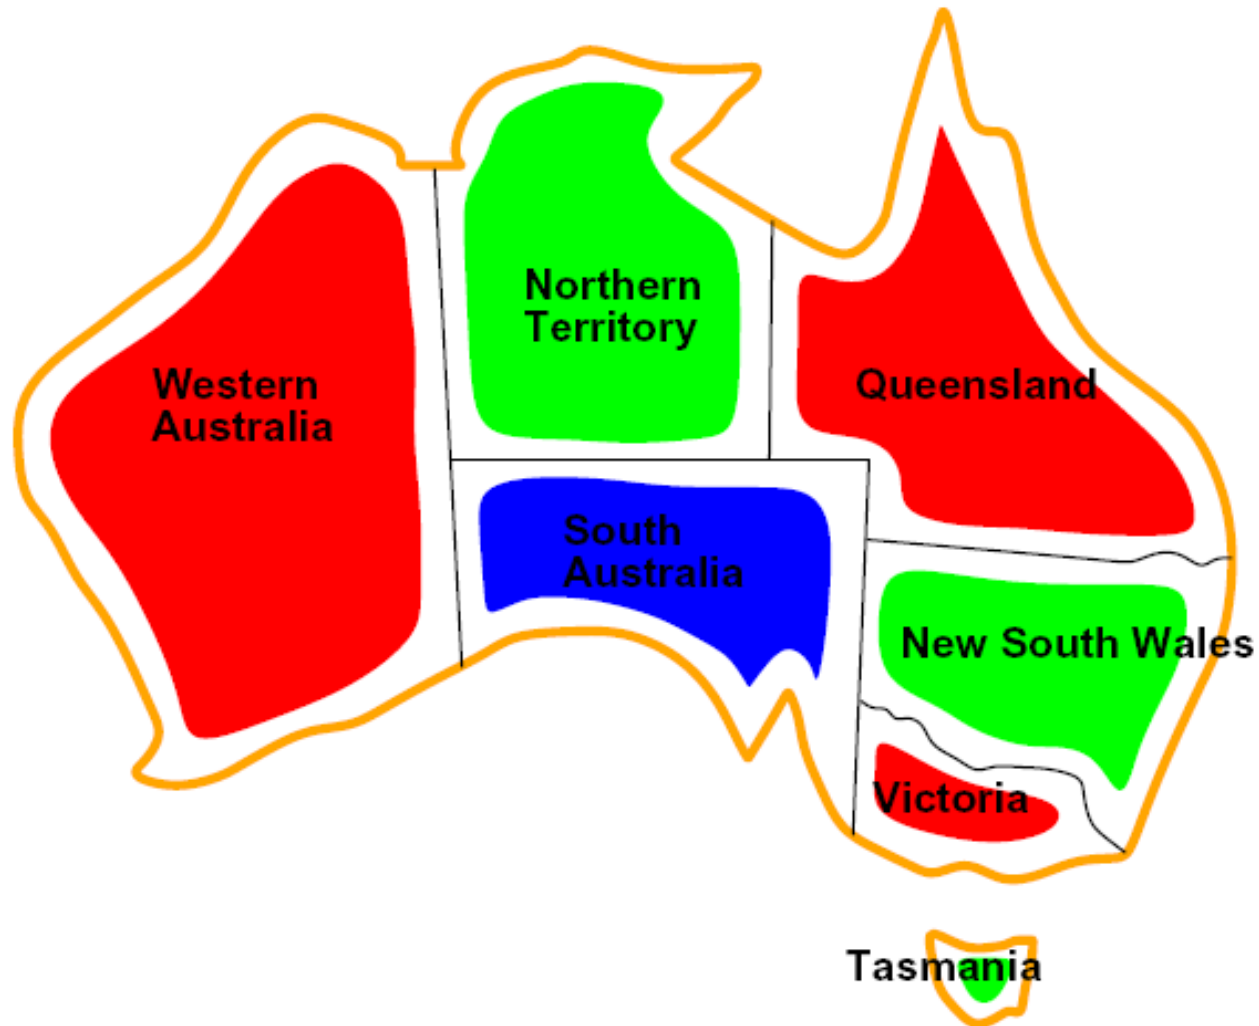 Northern
Territory
Western
Australia
Queensland
South
Australia
New South Wales
Victoria
Tasmania